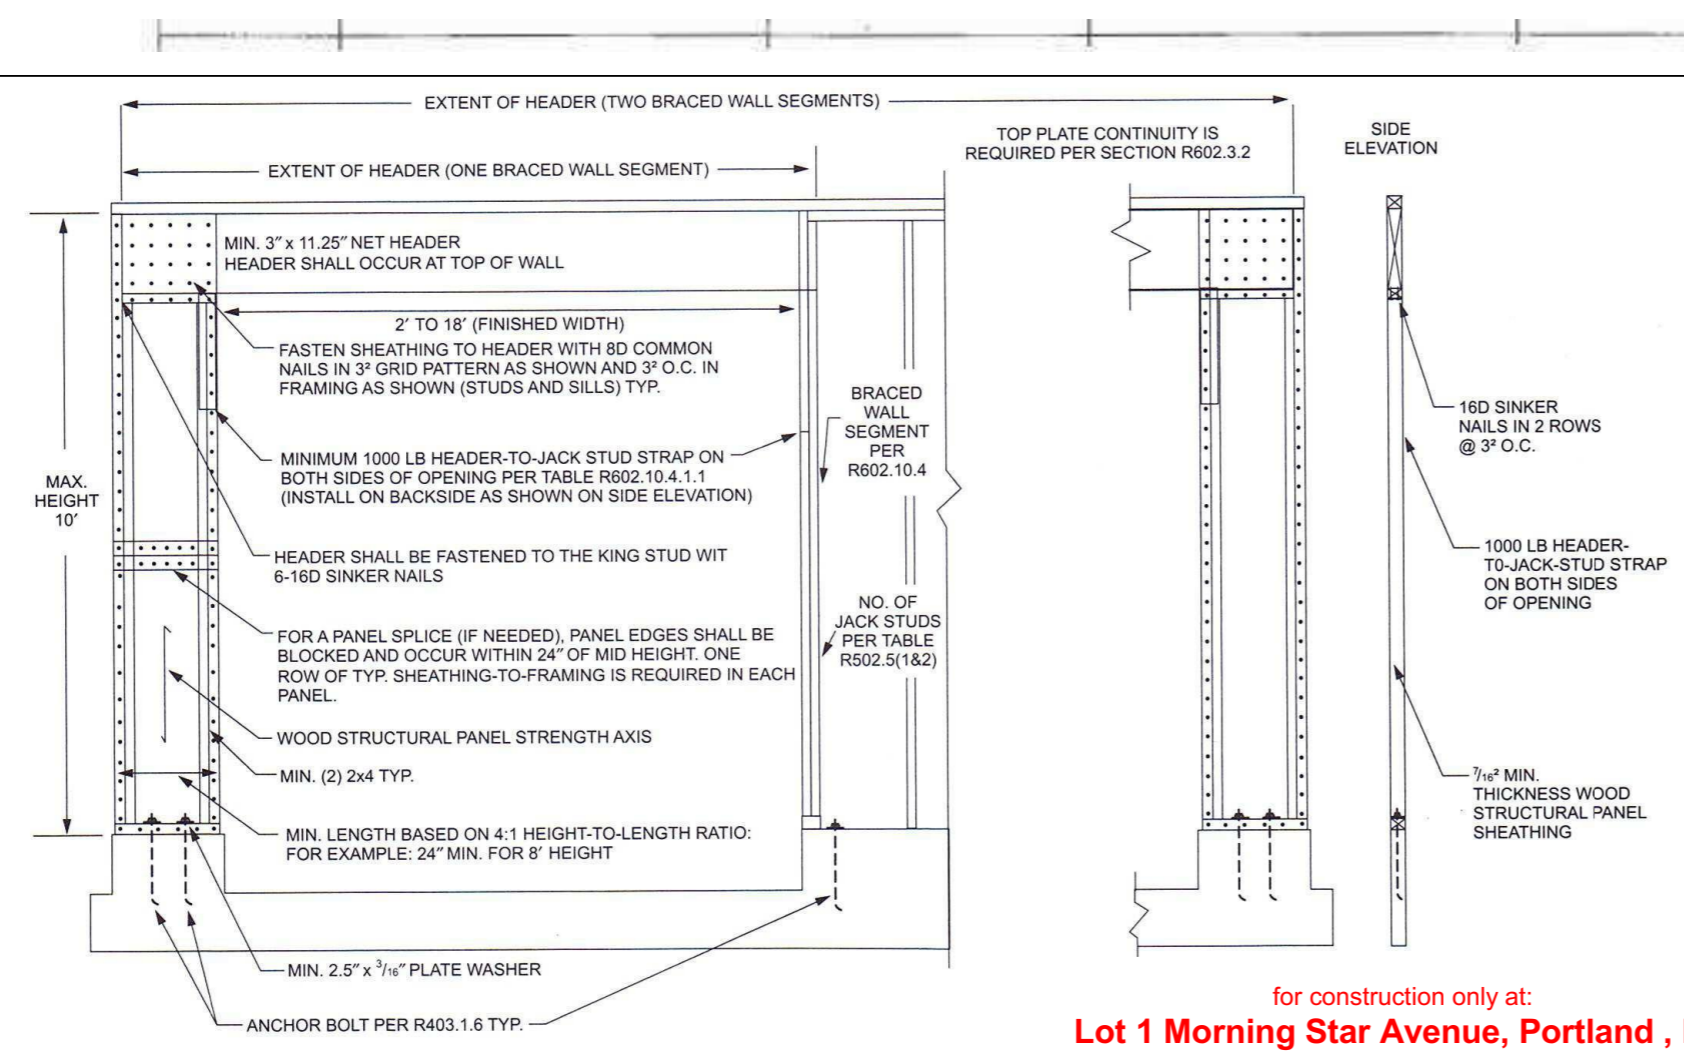 EXTENT OF HEADER (TWO BRACED WALL SEGMENTS)
TOP PLATE CONTINUITY IS
REQUIRED PER SECTION R602.3.2
SIDE
ELEVATION
EXTENT OF HEADER (ONE BRACED WALL SEGMENT)
MIN. 3″ x 11.25″ NET HEADER
HEADER SHALL OCCUR AT TOP OF WALL
2′ TO 18′ (FINISHED WIDTH)
FASTEN SHEATHING TO HEADER WITH 8D COMMON
NAILS IN 3² GRID PATTERN AS SHOWN AND 3² O.C. IN
FRAMING AS SHOWN (STUDS AND SILLS) TYP.
BRACED
WALL
SEGMENT
PER
R602.10.4
16D SINKER
NAILS IN 2 ROWS
@ 3² O.C.
MINIMUM 1000 LB HEADER-TO-JACK STUD STRAP ON
BOTH SIDES OF OPENING PER TABLE R602.10.4.1.1
(INSTALL ON BACKSIDE AS SHOWN ON SIDE ELEVATION)
MAX.
HEIGHT
10′
HEADER SHALL BE FASTENED TO THE KING STUD WIT
6-16D SINKER NAILS
1000 LB HEADER-
T0-JACK-STUD STRAP
ON BOTH SIDES
OF OPENING
NO. OF
JACK STUDS
PER TABLE
R502.5(1&2)
FOR A PANEL SPLICE (IF NEEDED), PANEL EDGES SHALL BE
BLOCKED AND OCCUR WITHIN 24″ OF MID HEIGHT. ONE
ROW OF TYP. SHEATHING-TO-FRAMING IS REQUIRED IN EACH
PANEL.
WOOD STRUCTURAL PANEL STRENGTH AXIS
MIN. (2) 2x4 TYP.
7/16² MIN.
THICKNESS WOOD
STRUCTURAL PANEL
SHEATHING
MIN. LENGTH BASED ON 4:1 HEIGHT-TO-LENGTH RATIO:
FOR EXAMPLE: 24″ MIN. FOR 8′ HEIGHT
MIN. 2.5″ x 3/16″ PLATE WASHER
ANCHOR BOLT PER R403.1.6 TYP.
for construction only at:
Lot 1 Morning Star Avenue, Portland ,